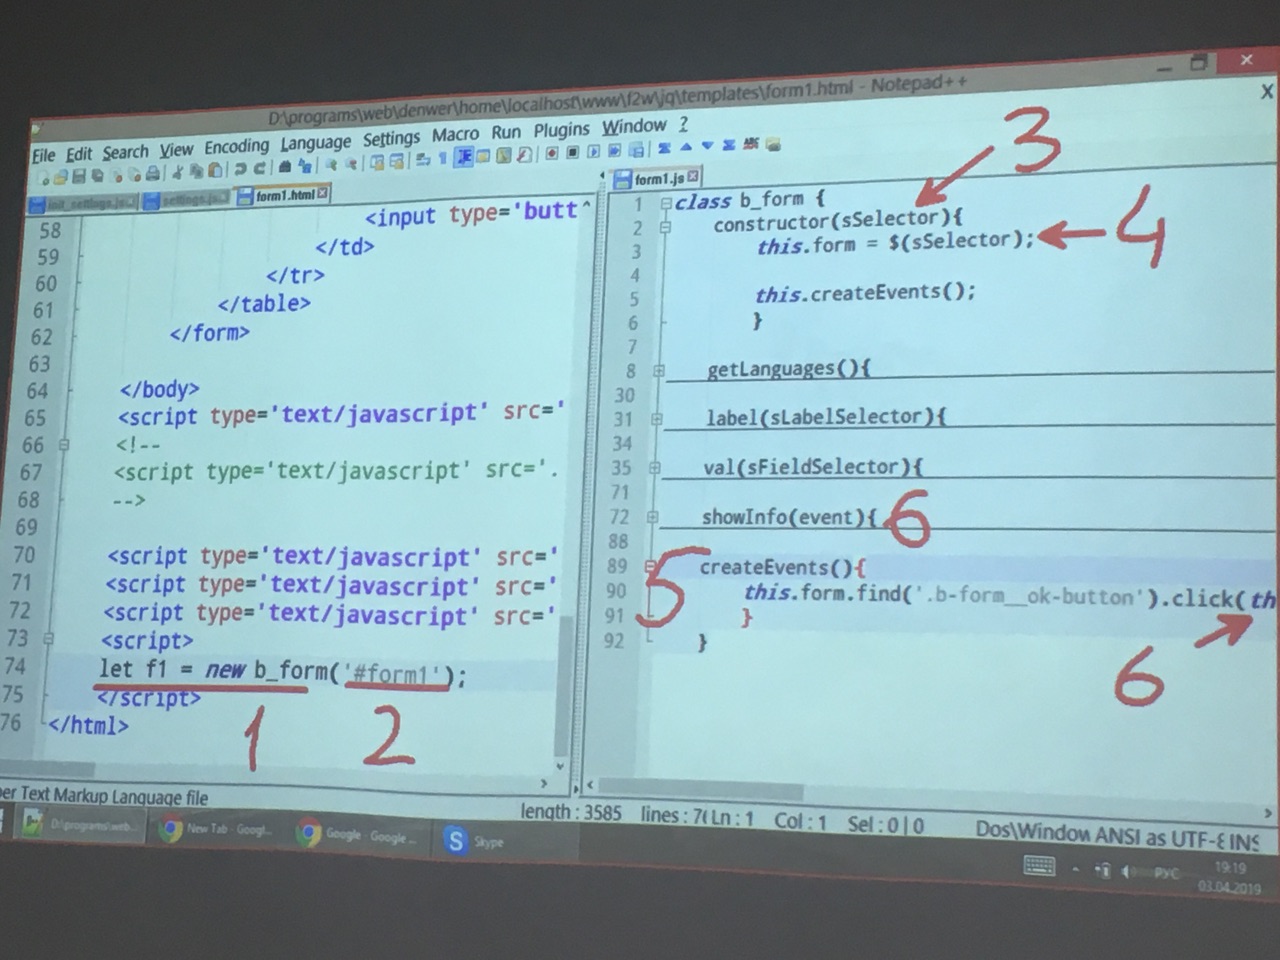 D:\programs\web\denwer\home\localhost\www\f2w\jq\templates\form1.html - Notepad++
File Edit Search View Encoding Language Settings Macro Run Plugins Window ?
X
init_settings.js settings.js form1.html
58 <input type='butt
59 </td>
60 </tr>
61 </table>
62 </form>
63
64 </body>
65 <script type='text/javascript' src='
66 <!--
67 <script type='text/javascript' src='.
68 -->
69
70 <script type='text/javascript' src='
71 <script type='text/javascript' src='
72 <script type='text/javascript' src='
73 <script>
74 let f1 = new b_form('#form1');
75 </script>
76 </html>
1
2
form1.js
1 class b_form {
2 constructor(sSelector){
3 this.form = $(sSelector);
4
5 this.createEvents();
6 }
7
8 getLanguages(){
30
31 label(sLabelSelector){
34
35 val(sFieldSelector){
71
72 showInfo(event){
88
89 createEvents(){
90 this.form.find('.b-form__ok-button').click(th
91 }
92 }
3
4
6
5
6
er Text Markup Language file
length : 3585 lines : 7 Ln : 1 Col : 1 Sel : 0 | 0 Dos\Window ANSI as UTF-8 INS
D:\programs\web... New Tab - Googl... Google - Google ... Skype
РУС
19:19
03.04.2019